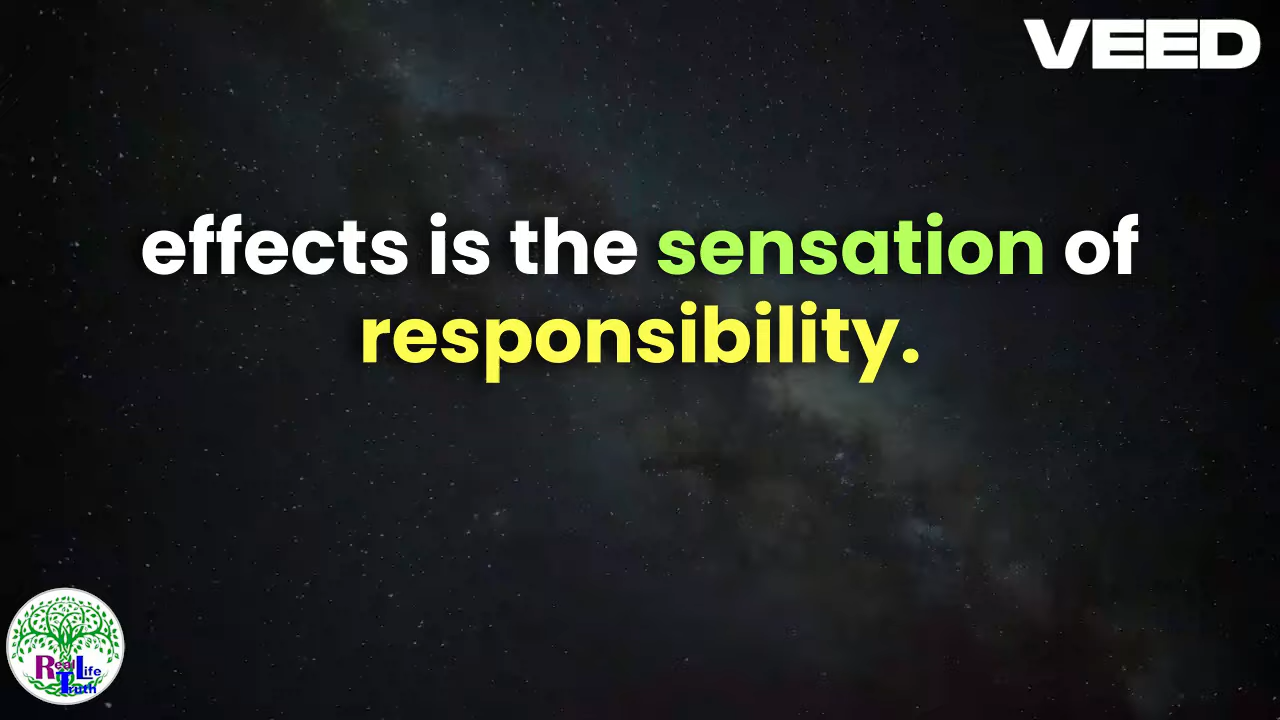 VEED
effects is the sensation of
responsibility.
Real Life
Truth